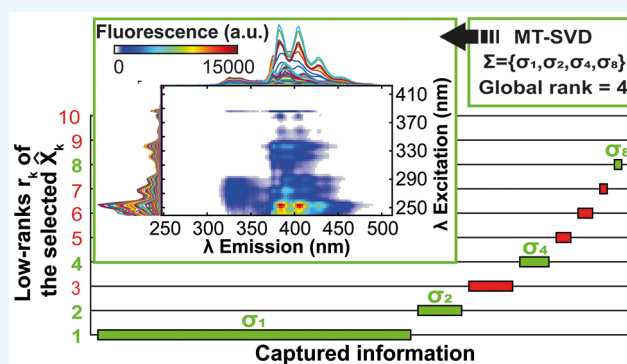 Fluorescence (a.u.)
0 15000
MT-SVD
Σ={σ₁,σ₂,σ₄,σ₈}
Global rank = 4
λ Excitation (nm)
410
370
330
290
250
250 300 350 400 450 500
λ Emission (nm)
Low-ranks rₖ of
the selected X̂ₖ
10
9
8
7
6
5
4
3
2
1
σ₈
σ₄
σ₂
σ₁
Captured information